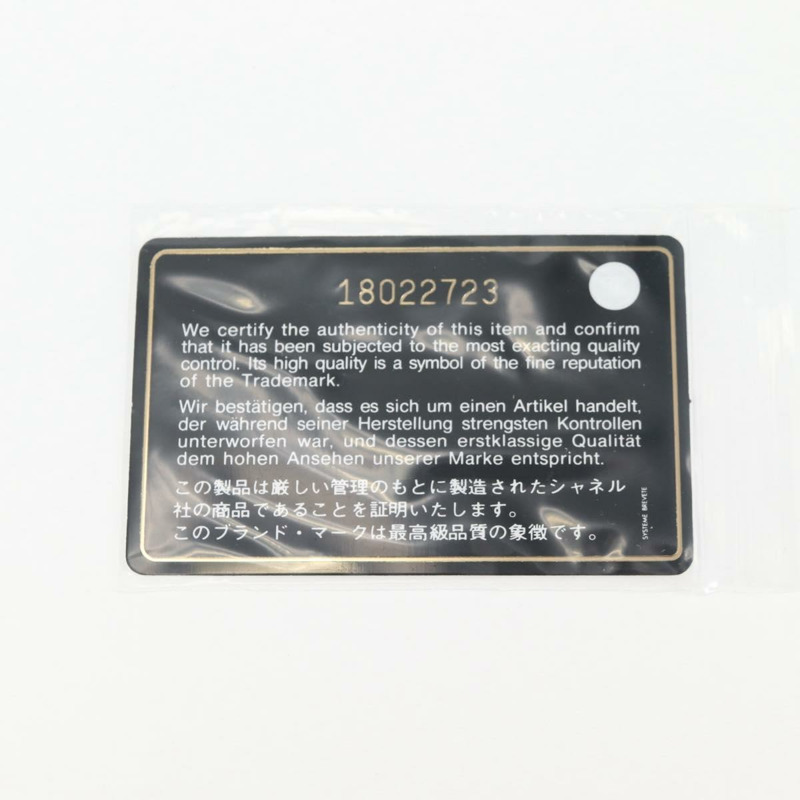 18022723
We certify the authenticity of this item and confirm
that it has been subjected to the most exacting quality
control. Its high quality is a symbol of the fine reputation
of the Trademark.
Wir bestätigen, dass es sich um einen Artikel handelt,
der während seiner Herstellung strengsten Kontrollen
unterworfen war, und dessen erstklassige Qualität
dem hohen Ansehen unserer Marke entspricht.
この製品は厳しい管理のもとに製造されたシャネル
社の商品であることを証明いたします。
このブランド・マークは最高級品質の象徴です。
SYSTEMZ BREVETE